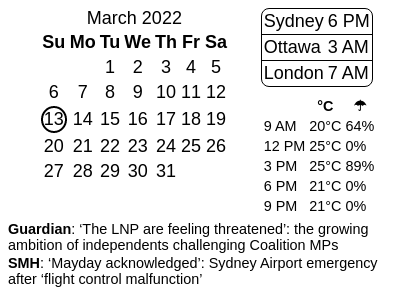 March 2022
Su Mo Tu We Th Fr Sa
1 2 3 4 5
6 7 8 9 10 11 12
13 14 15 16 17 18 19
20 21 22 23 24 25 26
27 28 29 30 31
Sydney 6 PM
Ottawa 3 AM
London 7 AM
°C ☂
9 AM 20°C 64%
12 PM 25°C 0%
3 PM 25°C 89%
6 PM 21°C 0%
9 PM 21°C 0%
Guardian: ‘The LNP are feeling threatened’: the growing
ambition of independents challenging Coalition MPs
SMH: ‘Mayday acknowledged’: Sydney Airport emergency
after ‘flight control malfunction’